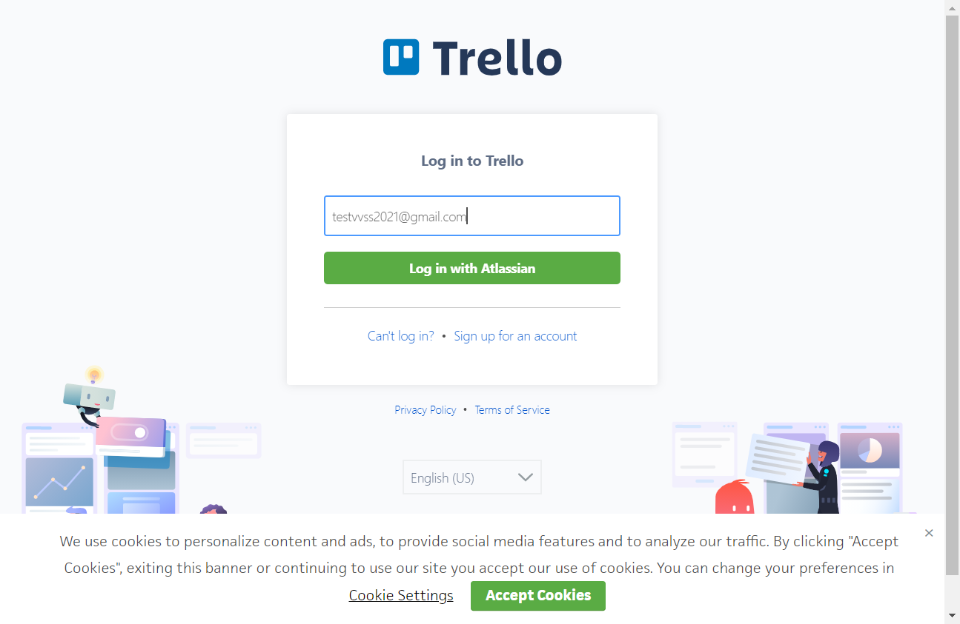 Trello
Log in to Trello
testvvss2021@gmail.com
Log in with Atlassian
Can't log in? • Sign up for an account
Privacy Policy • Terms of Service
English (US)
We use cookies to personalize content and ads, to provide social media features and to analyze our traffic. By clicking "Accept
Cookies", exiting this banner or continuing to use our site you accept our use of cookies. You can change your preferences in
Cookie Settings Accept Cookies